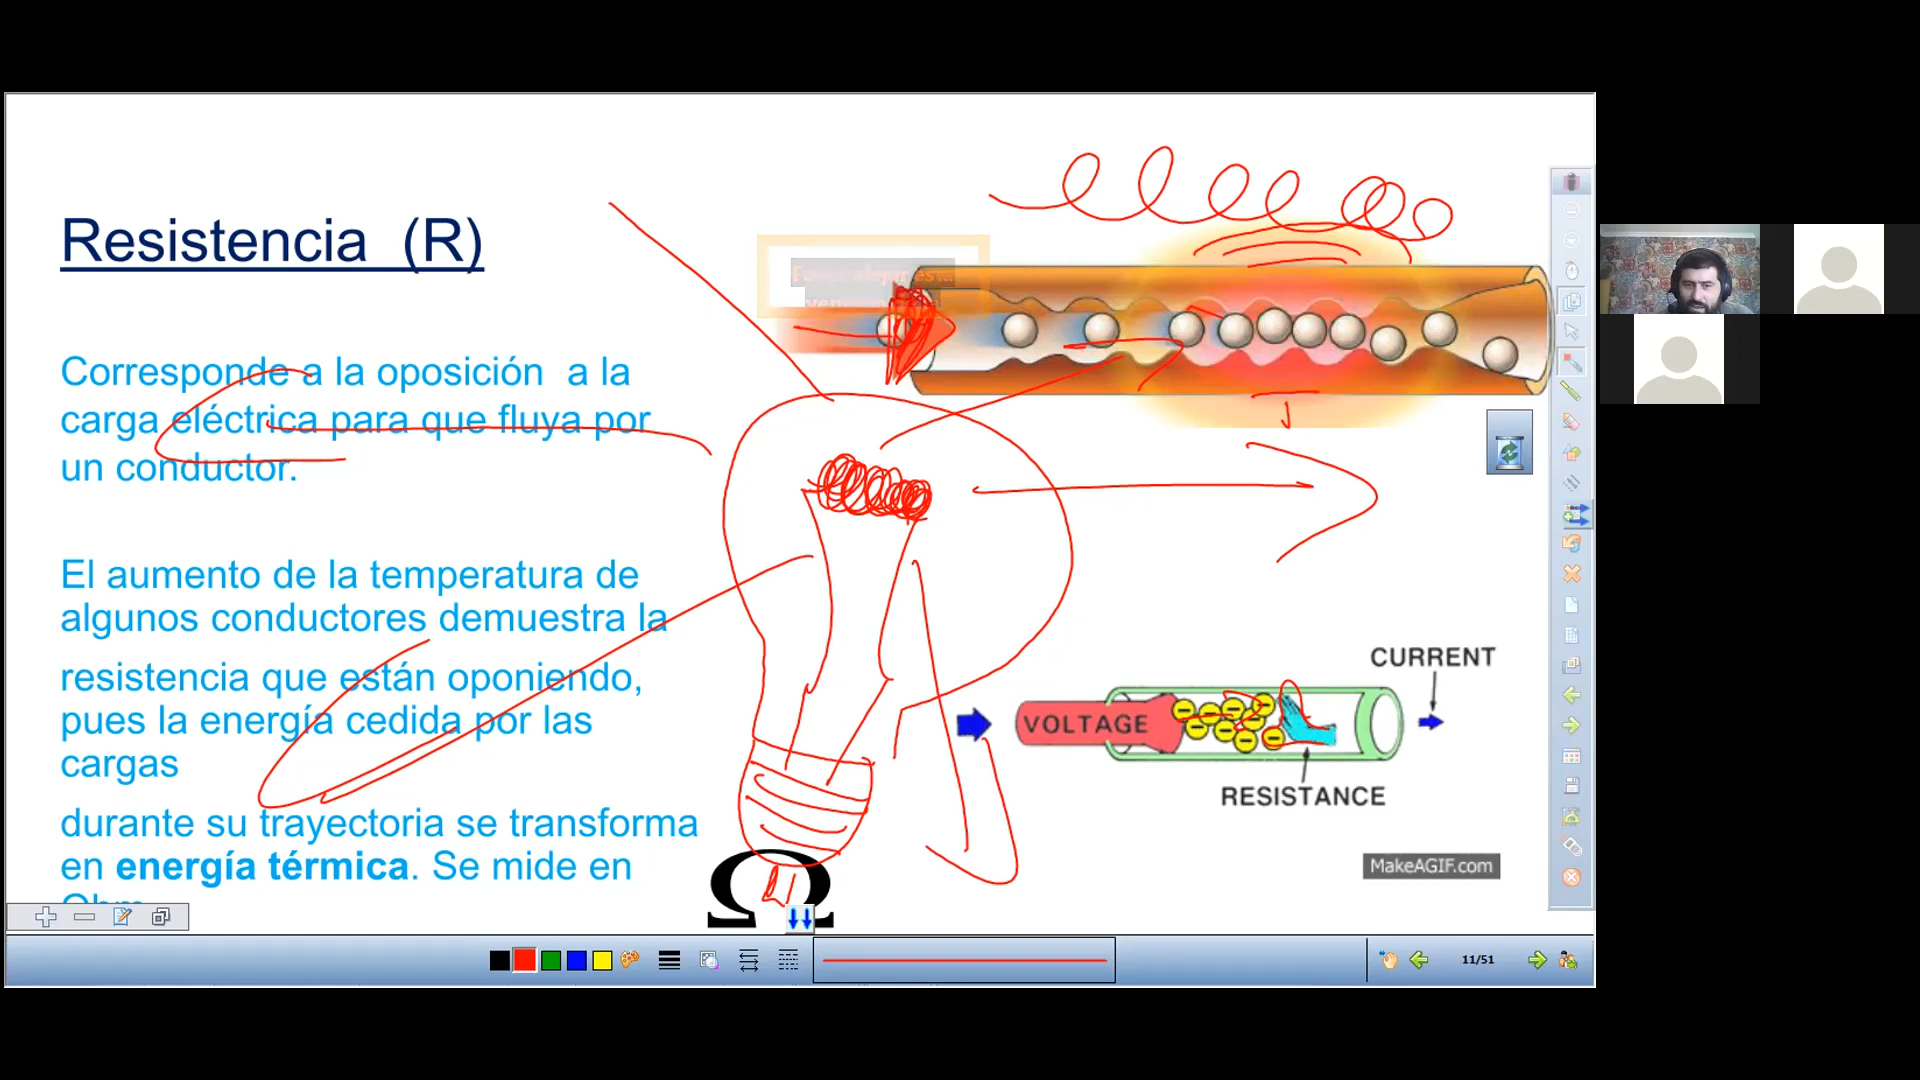 Resistencia (R)
Corresponde a la oposición a la
carga eléctrica para que fluya por
un conductor.
El aumento de la temperatura de
algunos conductores demuestra la
resistencia que están oponiendo,
pues la energía cedida por las
cargas
durante su trayectoria se transforma
en energía térmica. Se mide en
Ohm
Ω
VOLTAGE
CURRENT
RESISTANCE
MakeAGIF.com
11/51